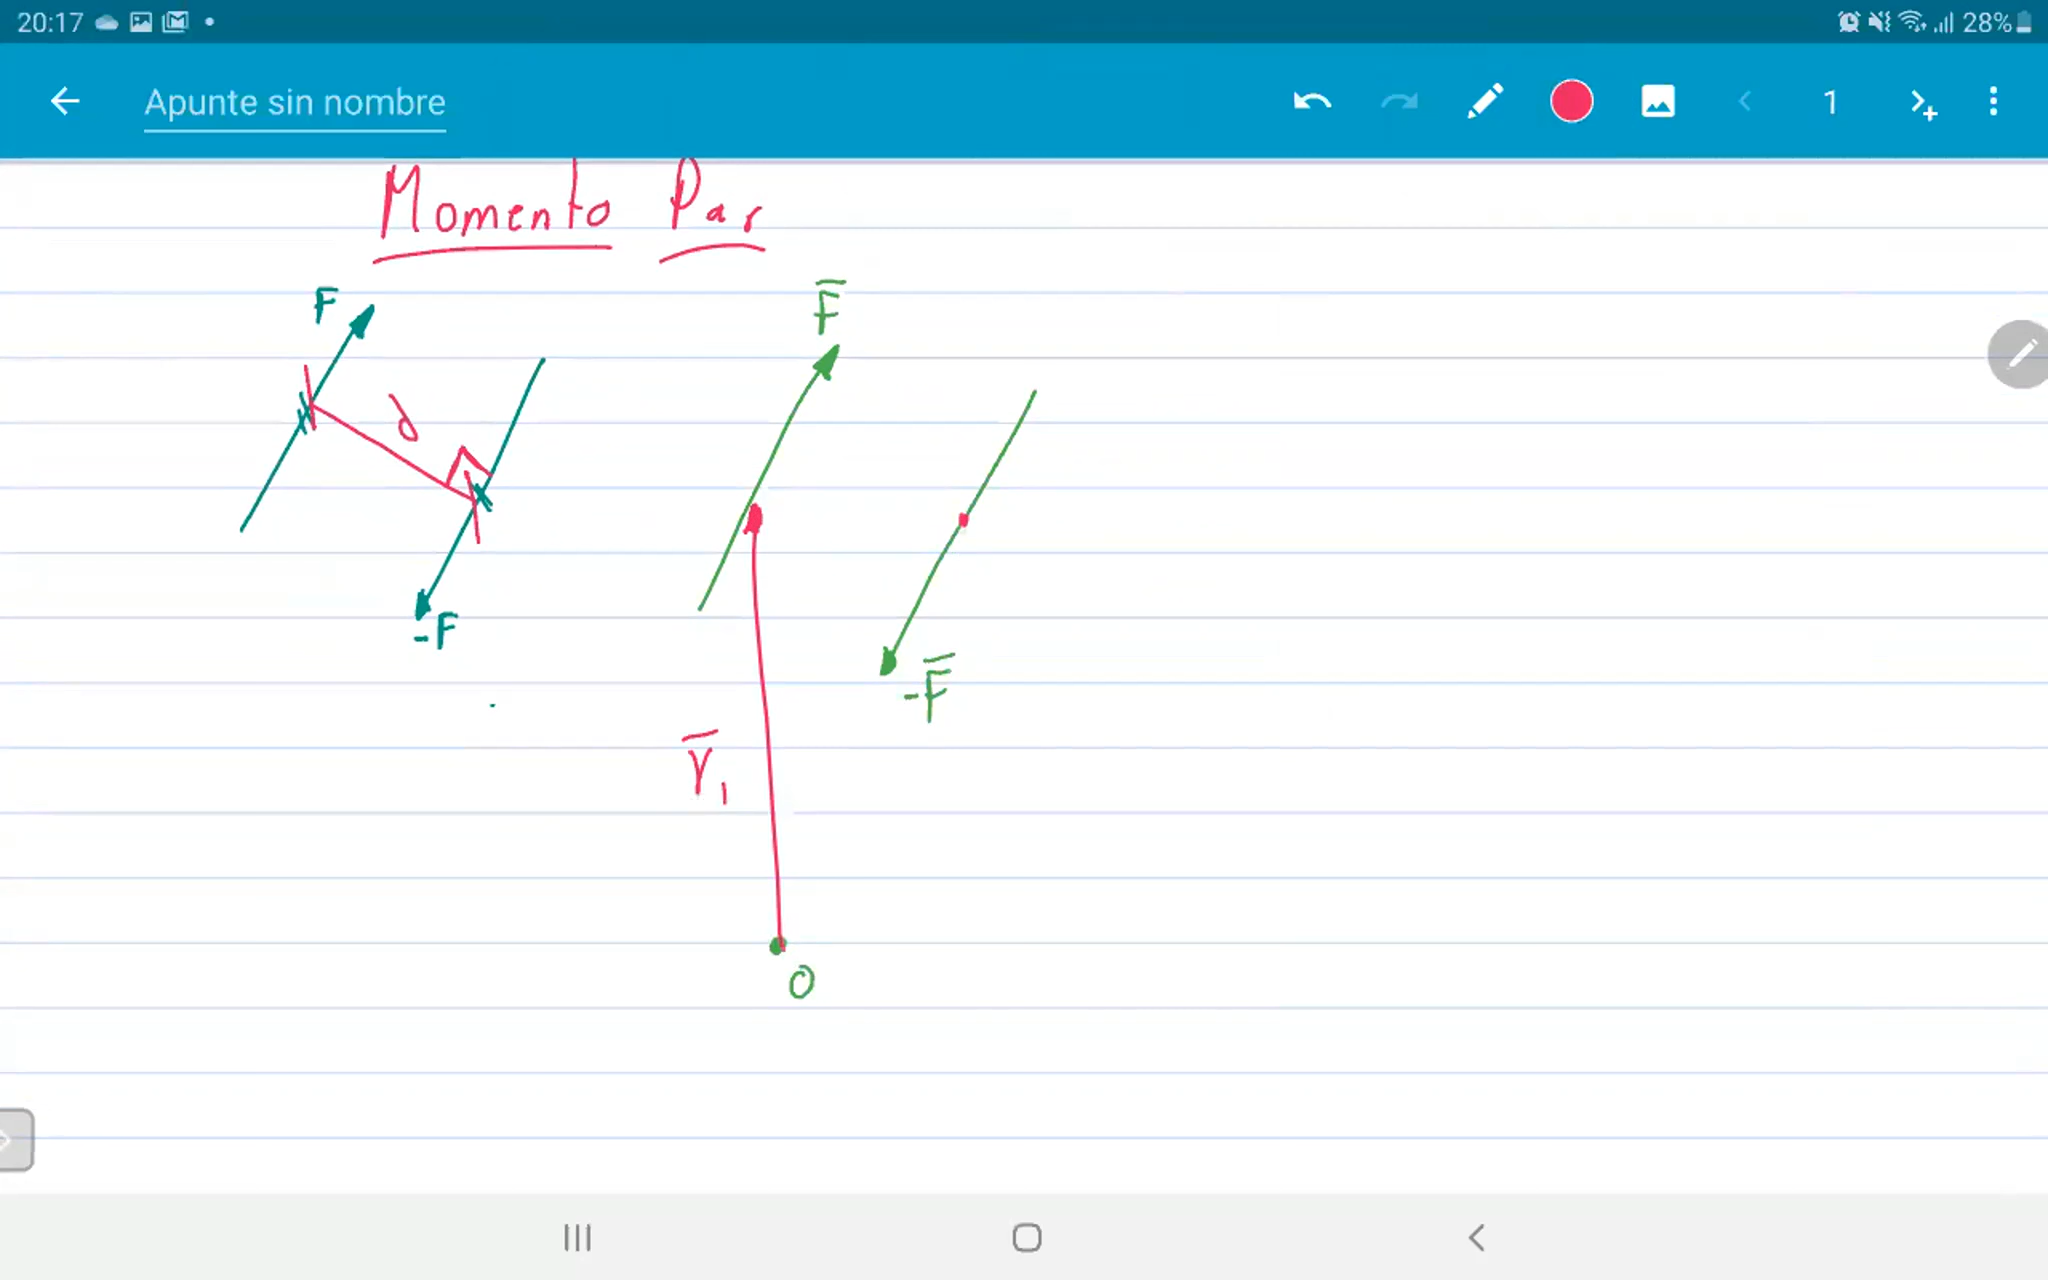 20:17
28%
Apunte sin nombre
1
Momento Par
F
d
-F
F̅
-F̅
r̅₁
O